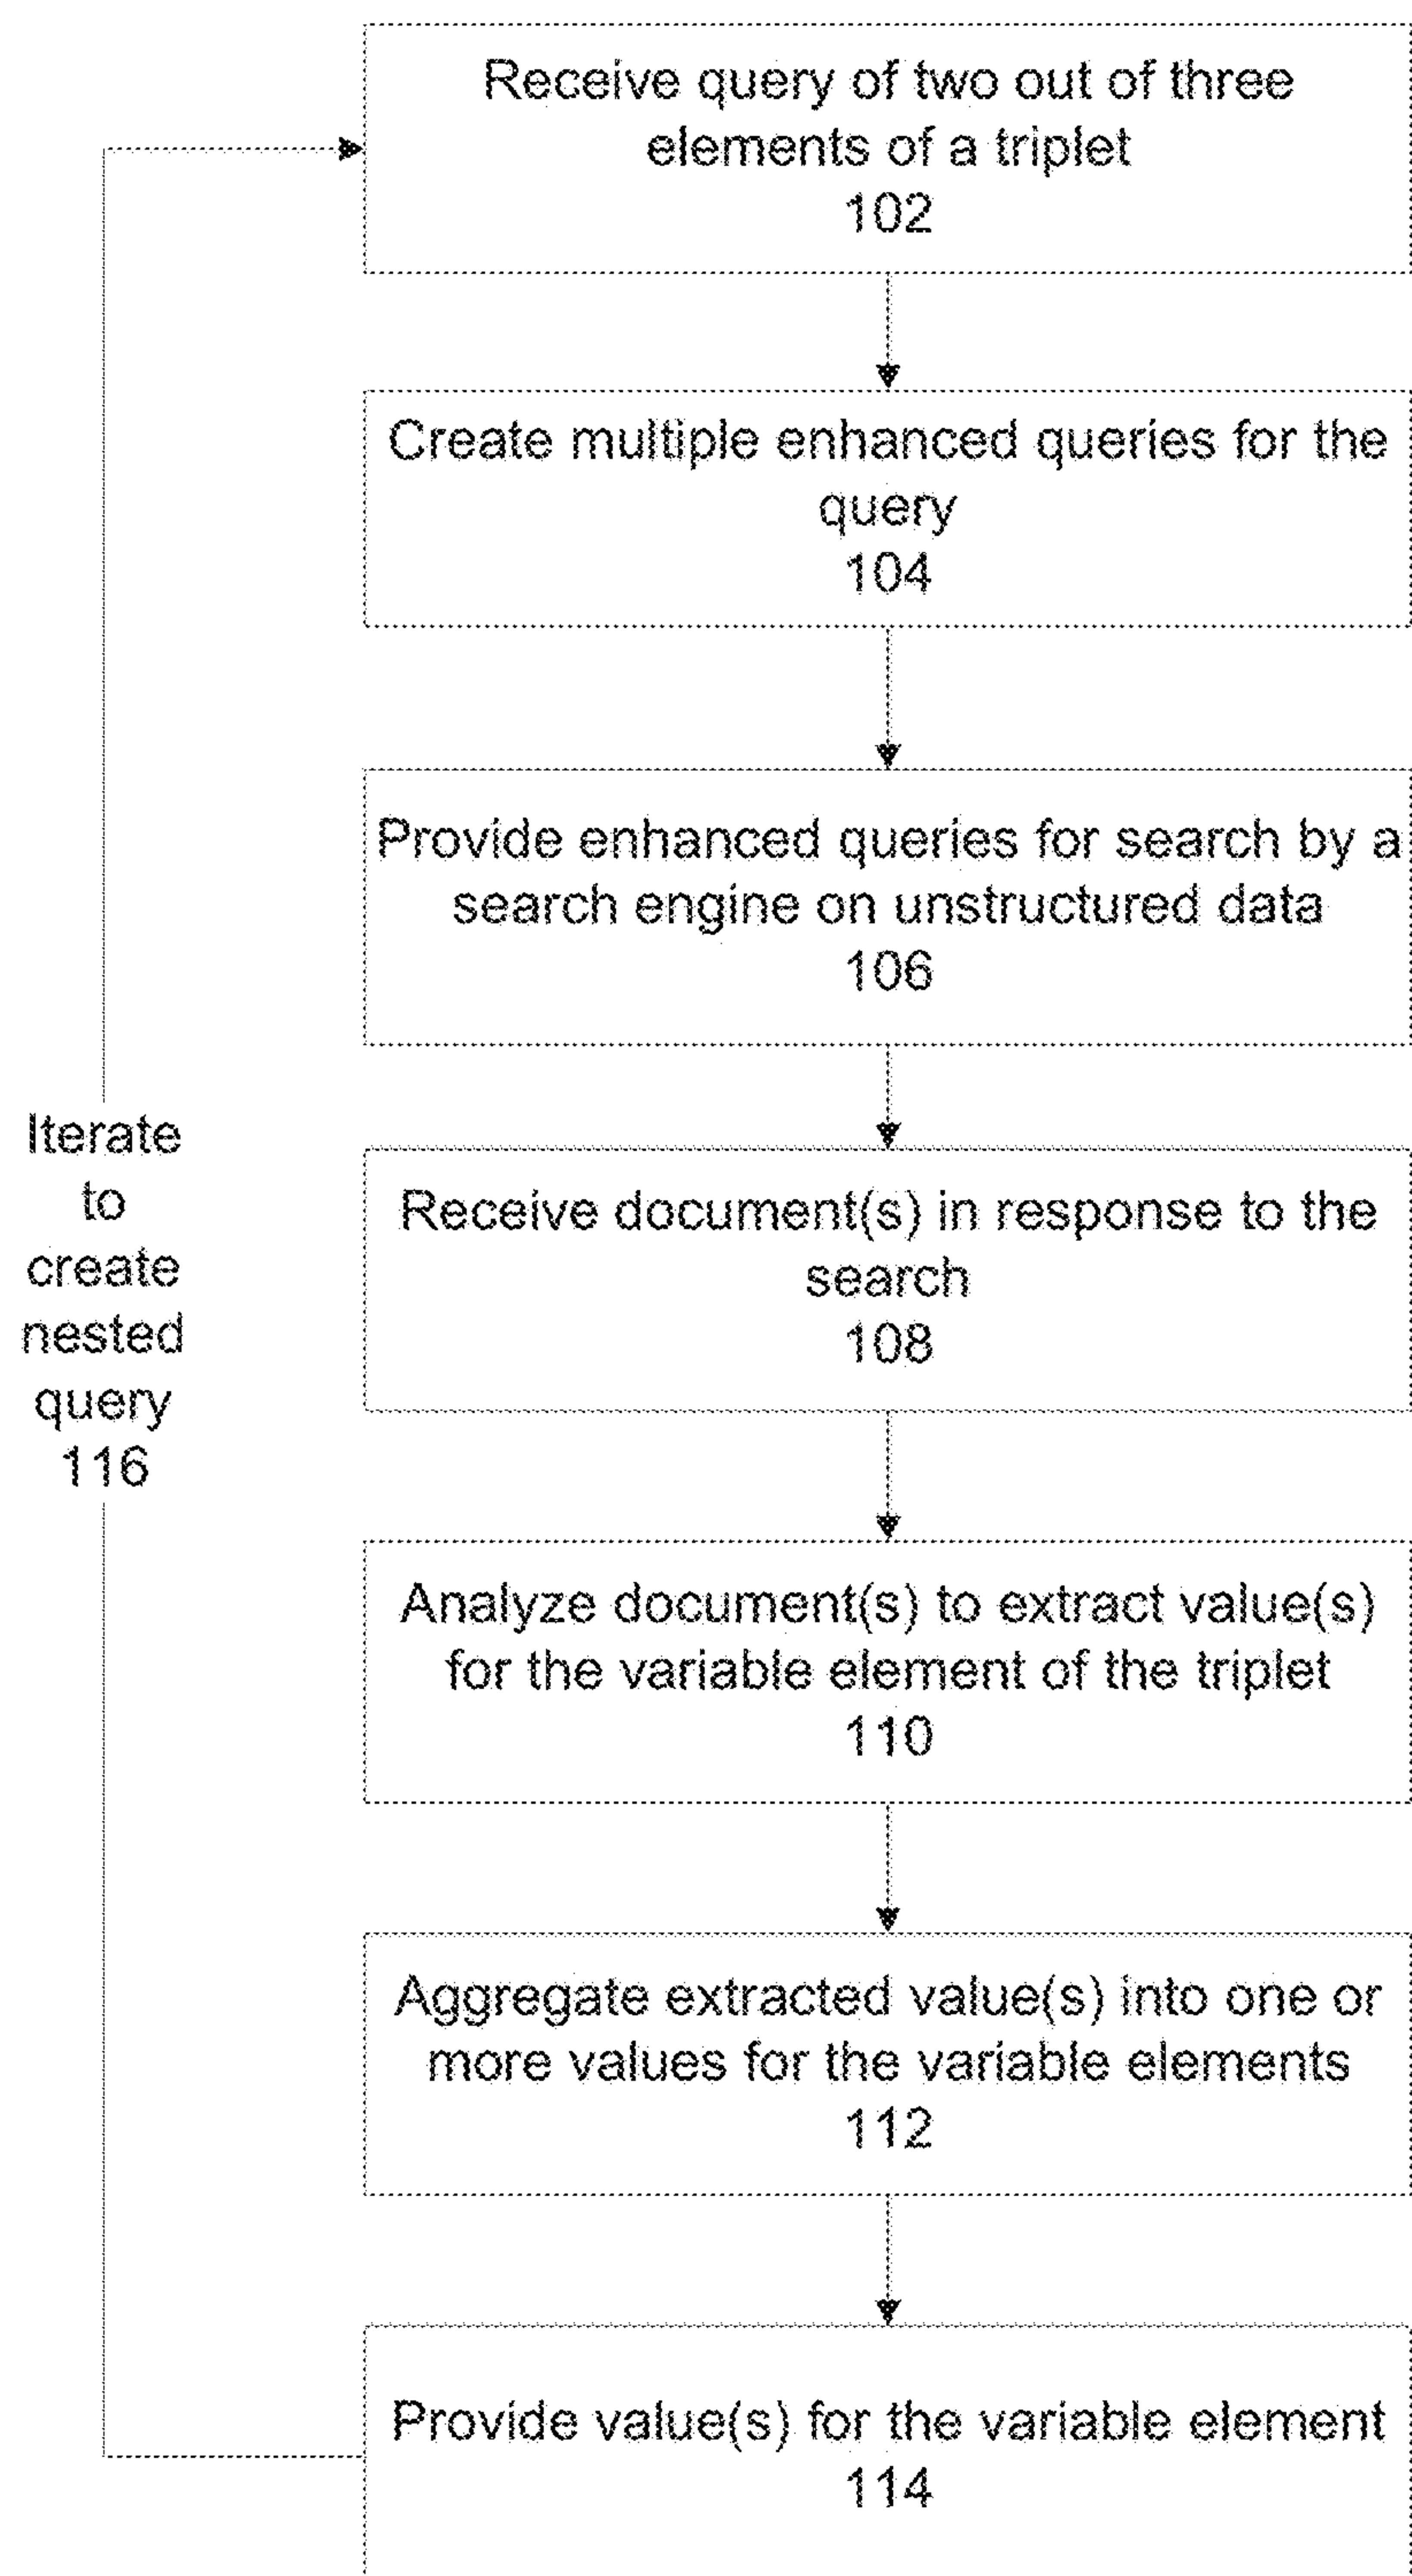 Receive query of two out of three
elements of a triplet
102
Create multiple enhanced queries for the
query
104
Provide enhanced queries for search by a
search engine on unstructured data
106
Iterate
to
create
nested
query
116
Receive document(s) in response to the
search
108
Analyze document(s) to extract value(s)
for the variable element of the triplet
110
Aggregate extracted value(s) into one or
more values for the variable elements
112
Provide value(s) for the variable element
114